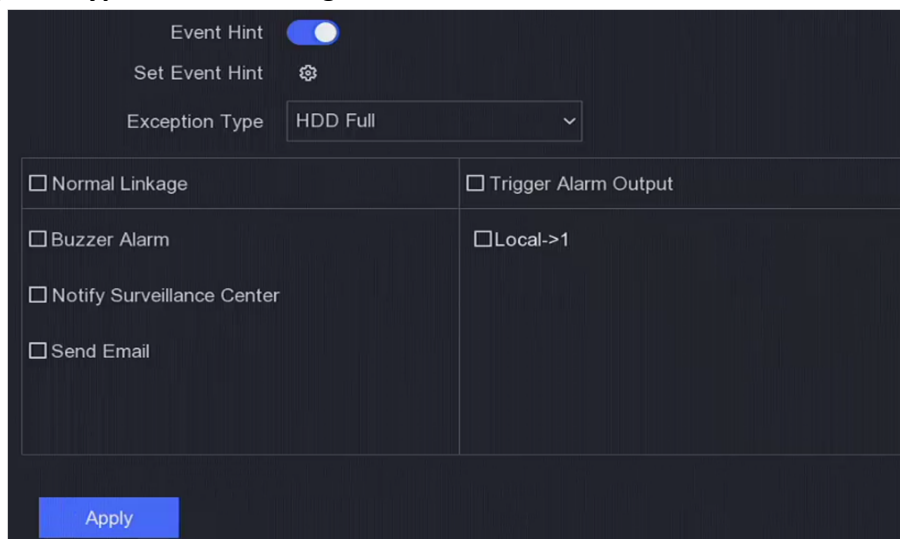 Event Hint
Set Event Hint
Exception Type HDD Full
Normal Linkage
Trigger Alarm Output
Buzzer Alarm
Local->1
Notify Surveillance Center
Send Email
Apply